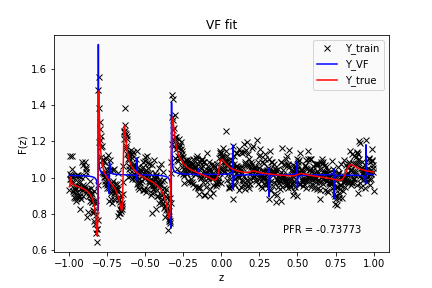 VF fit
Y_train
Y_VF
Y_true
F(z)
1.6
1.4
1.2
1.0
0.8
0.6
PFR = -0.73773
−1.00 −0.75 −0.50 −0.25 0.00 0.25 0.50 0.75 1.00
z